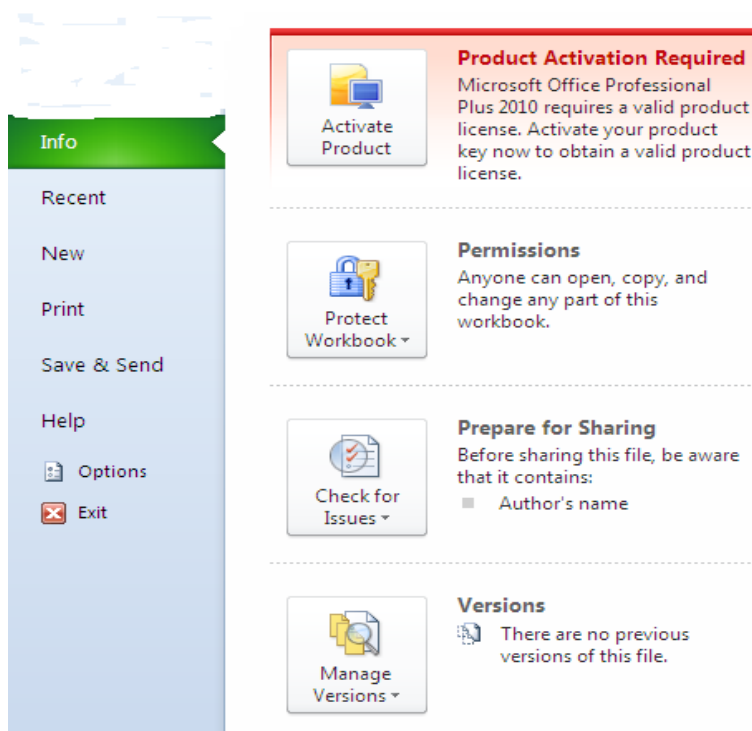 Info
Recent
New
Print
Save & Send
Help
Options
Exit
Activate
Product
Product Activation Required
Microsoft Office Professional
Plus 2010 requires a valid product
license. Activate your product
key now to obtain a valid product
license.
Protect
Workbook
Permissions
Anyone can open, copy, and
change any part of this
workbook.
Check for
Issues
Prepare for Sharing
Before sharing this file, be aware
that it contains:
Author's name
Manage
Versions
Versions
There are no previous
versions of this file.